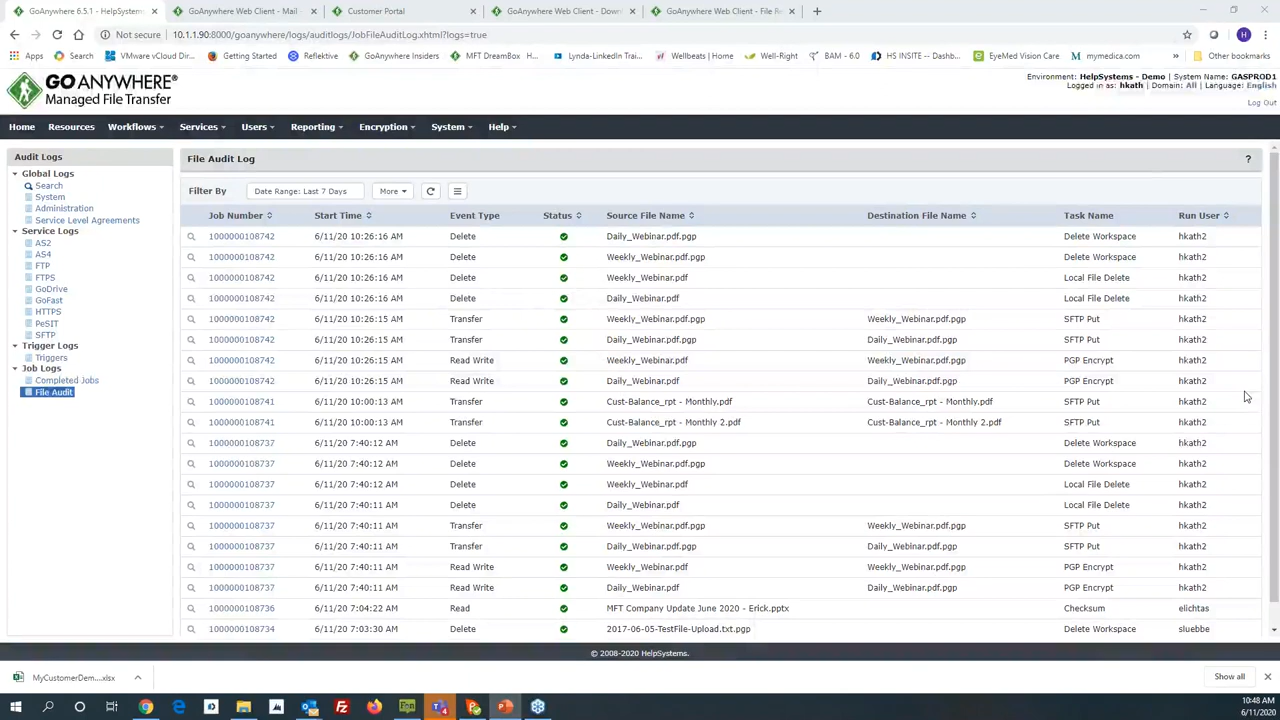 GoAnywhere 6.5.1 - HelpSystems
GoAnywhere Web Client - Mail
Customer Portal
GoAnywhere Web Client - Down
GoAnywhere Web Client - File Re
Not secure 10.1.1.90:8000/goanywhere/logs/auditlogs/JobFileAuditLog.xhtml?logs=true
Apps
VMware vCloud Dir...
Getting Started
Reflektive
GoAnywhere Insiders
MFT DreamBox H...
Lynda-LinkedIn Trai...
Wellbeats | Home
Well-Right
BAM - 6.0
HS INSITE -- DUCU...
EyeMed Vision Care
mymedica.com
»
Other bookmarks
GOANYWHERE®
Managed File Transfer
Environment: HelpSystems - Demo | System Name: GASPROD1
Logged in as: hkath | Domain: All | Language: English
Log Out
Home Resources Workflows Services Users Reporting Encryption System Help
Audit Logs
Global Logs
Search
System
Administration
Service Level Agreements
Service Logs
AS2
AS4
FTP
FTPS
GoDrive
GoFast
HTTPS
PeSIT
SFTP
Trigger Logs
Triggers
Job Logs
Completed Jobs
File Audit
File Audit Log ?
Filter By Date Range: Last 7 Days More
Job Number Start Time Event Type Status Source File Name Destination File Name Task Name Run User
1000000108742 6/11/20 10:26:16 AM Delete Daily_Webinar.pdf.pgp Delete Workspace hkath2
1000000108742 6/11/20 10:26:16 AM Delete Weekly_Webinar.pdf.pgp Delete Workspace hkath2
1000000108742 6/11/20 10:26:16 AM Delete Weekly_Webinar.pdf Local File Delete hkath2
1000000108742 6/11/20 10:26:16 AM Delete Daily_Webinar.pdf Local File Delete hkath2
1000000108742 6/11/20 10:26:15 AM Transfer Weekly_Webinar.pdf.pgp Weekly_Webinar.pdf.pgp SFTP Put hkath2
1000000108742 6/11/20 10:26:15 AM Transfer Daily_Webinar.pdf.pgp Daily_Webinar.pdf.pgp SFTP Put hkath2
1000000108742 6/11/20 10:26:15 AM Read Write Weekly_Webinar.pdf Weekly_Webinar.pdf.pgp PGP Encrypt hkath2
1000000108742 6/11/20 10:26:15 AM Read Write Daily_Webinar.pdf Daily_Webinar.pdf.pgp PGP Encrypt hkath2
1000000108741 6/11/20 10:00:13 AM Transfer Cust-Balance_rpt - Monthly.pdf Cust-Balance_rpt - Monthly.pdf SFTP Put hkath2
1000000108741 6/11/20 10:00:13 AM Transfer Cust-Balance_rpt - Monthly 2.pdf Cust-Balance_rpt - Monthly 2.pdf SFTP Put hkath2
1000000108737 6/11/20 7:40:12 AM Delete Daily_Webinar.pdf.pgp Delete Workspace hkath2
1000000108737 6/11/20 7:40:12 AM Delete Weekly_Webinar.pdf.pgp Delete Workspace hkath2
1000000108737 6/11/20 7:40:12 AM Delete Weekly_Webinar.pdf Local File Delete hkath2
1000000108737 6/11/20 7:40:11 AM Delete Daily_Webinar.pdf Local File Delete hkath2
1000000108737 6/11/20 7:40:11 AM Transfer Weekly_Webinar.pdf.pgp Weekly_Webinar.pdf.pgp SFTP Put hkath2
1000000108737 6/11/20 7:40:11 AM Transfer Daily_Webinar.pdf.pgp Daily_Webinar.pdf.pgp SFTP Put hkath2
1000000108737 6/11/20 7:40:11 AM Read Write Weekly_Webinar.pdf Weekly_Webinar.pdf.pgp PGP Encrypt hkath2
1000000108737 6/11/20 7:40:11 AM Read Write Daily_Webinar.pdf Daily_Webinar.pdf.pgp PGP Encrypt hkath2
1000000108736 6/11/20 7:04:22 AM Read MFT Company Update June 2020 - Erick.pptx Checksum elichtas
1000000108734 6/11/20 7:03:30 AM Delete 2017-06-05-TestFile-Upload.txt.pgp Delete Workspace sluebbe
© 2008-2020 HelpSystems.
MyCustomerDem....xlsx
Show all
10:48 AM
6/11/2020